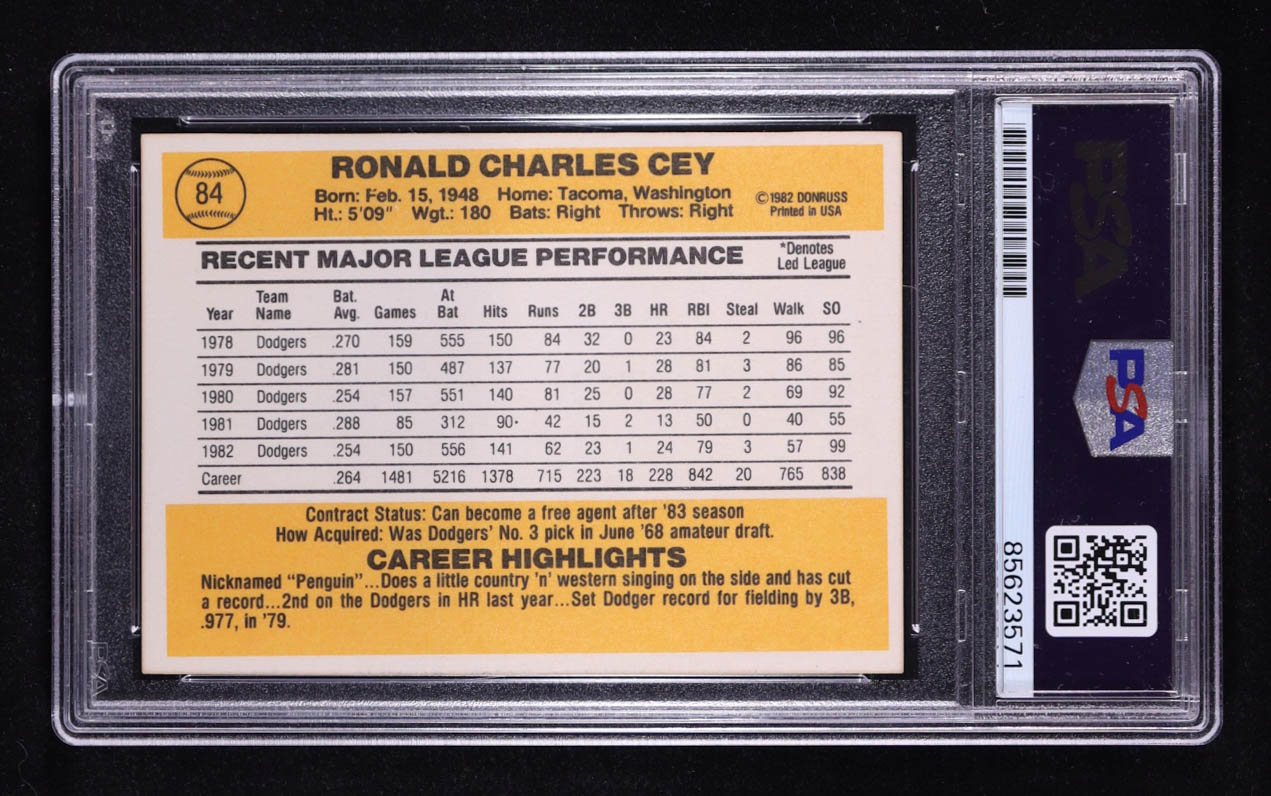 84
RONALD CHARLES CEY
Born: Feb. 15, 1948 Home: Tacoma, Washington
Ht.: 5'09" Wgt.: 180 Bats: Right Throws: Right
©1982 DONRUSS
Printed in USA
RECENT MAJOR LEAGUE PERFORMANCE
*Denotes
Led League
Year Team Name Bat. Avg. Games At Bat Hits Runs 2B 3B HR RBI Steal Walk SO
1978 Dodgers .270 159 555 150 84 32 0 23 84 2 96 96
1979 Dodgers .281 150 487 137 77 20 1 28 81 3 86 85
1980 Dodgers .254 157 551 140 81 25 0 28 77 2 69 92
1981 Dodgers .288 85 312 90 42 15 2 13 50 0 40 55
1982 Dodgers .254 150 556 141 62 23 1 24 79 3 57 99
Career .264 1481 5216 1378 715 223 18 228 842 20 765 838
Contract Status: Can become a free agent after '83 season
How Acquired: Was Dodgers' No. 3 pick in June '68 amateur draft.
CAREER HIGHLIGHTS
Nicknamed "Penguin"...Does a little country 'n' western singing on the side and has cut
a record...2nd on the Dodgers in HR last year...Set Dodger record for fielding by 3B,
.977, in '79.
PSA
PSA
85623571
PSA